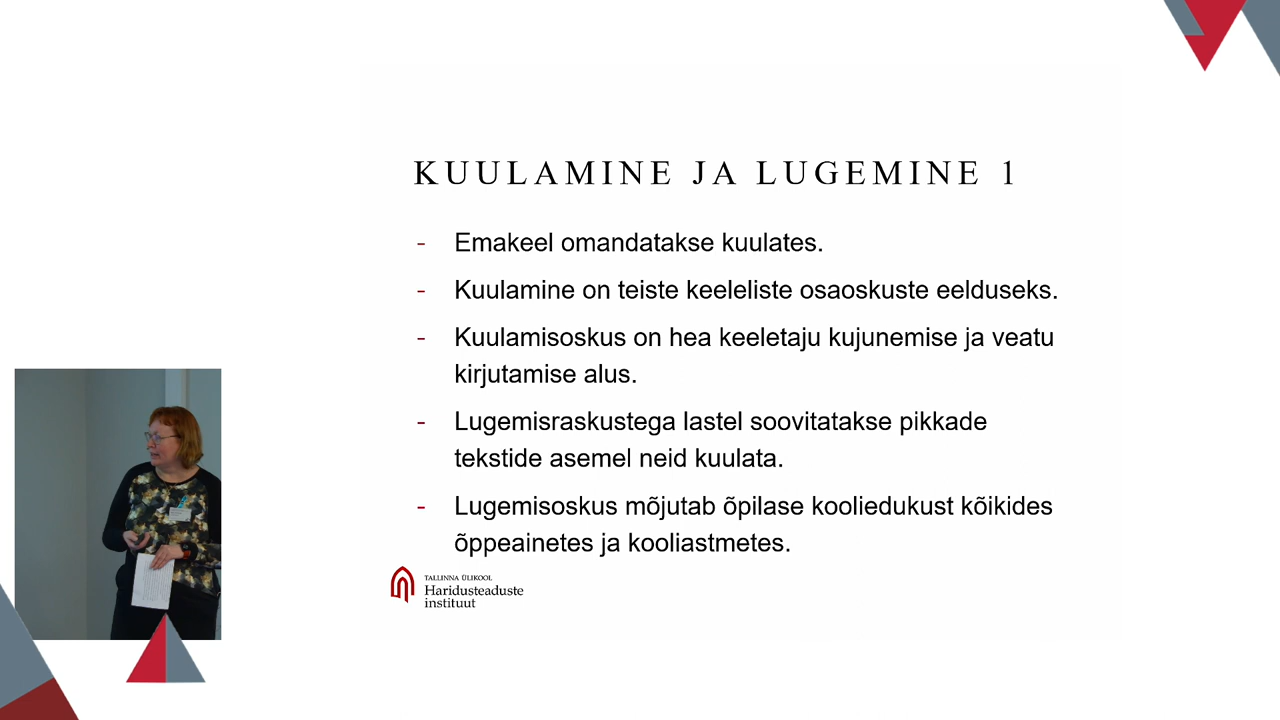 KUULAMINE JA LUGEMINE 1
- Emakeel omandatakse kuulates.
- Kuulamine on teiste keeleliste osaoskuste eelduseks.
- Kuulamisoskus on hea keeletaju kujunemise ja veatu
kirjutamise alus.
- Lugemisraskustega lastel soovitatakse pikkade
tekstide asemel neid kuulata.
- Lugemisoskus mõjutab õpilase kooliedukust kõikides
õppeainetes ja kooliastmetes.
TALLINNA ÜLIKOOL
Haridusteaduste
instituut